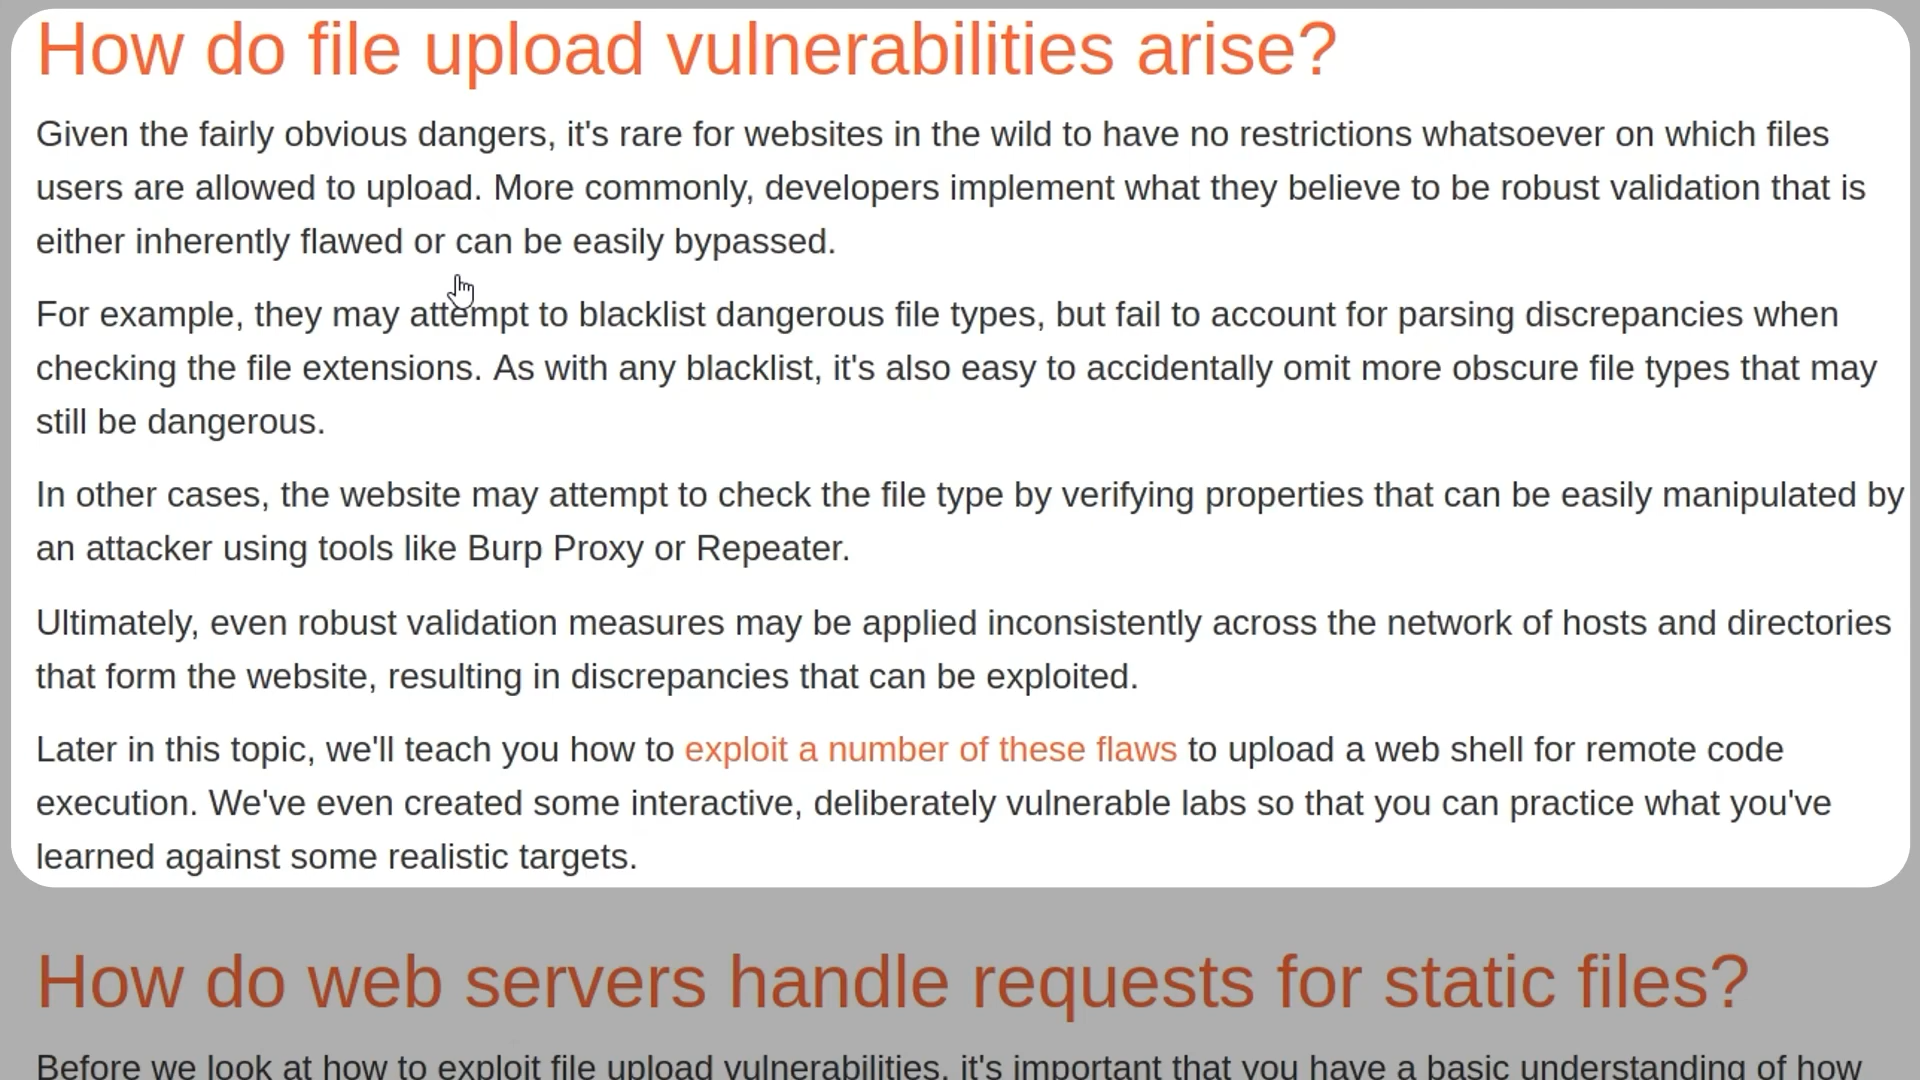 How do file upload vulnerabilities arise?
Given the fairly obvious dangers, it's rare for websites in the wild to have no restrictions whatsoever on which files
users are allowed to upload. More commonly, developers implement what they believe to be robust validation that is
either inherently flawed or can be easily bypassed.
For example, they may attempt to blacklist dangerous file types, but fail to account for parsing discrepancies when
checking the file extensions. As with any blacklist, it's also easy to accidentally omit more obscure file types that may
still be dangerous.
In other cases, the website may attempt to check the file type by verifying properties that can be easily manipulated by
an attacker using tools like Burp Proxy or Repeater.
Ultimately, even robust validation measures may be applied inconsistently across the network of hosts and directories
that form the website, resulting in discrepancies that can be exploited.
Later in this topic, we'll teach you how to exploit a number of these flaws to upload a web shell for remote code
execution. We've even created some interactive, deliberately vulnerable labs so that you can practice what you've
learned against some realistic targets.
How do web servers handle requests for static files?
Before we look at how to exploit file upload vulnerabilities, it's important that you have a basic understanding of how